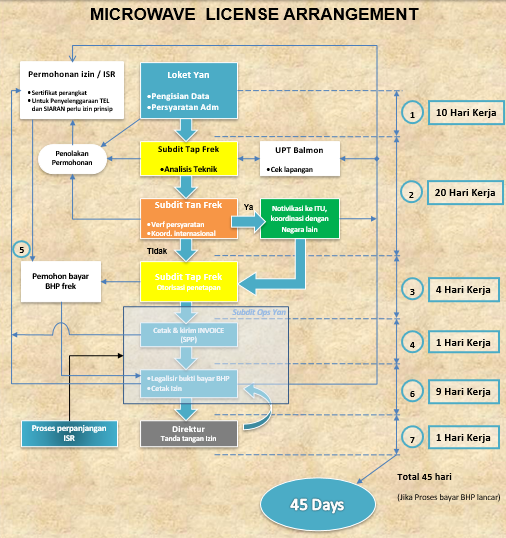 MICROWAVE LICENSE ARRANGEMENT
Permohonan izin / ISR
•Sertifikat perangkat
•Untuk Penyelenggaraan TEL
dan SIARAN perlu izin prinsip
Loket Yan
•Pengisian Data
•Persyaratan Adm
1
10 Hari Kerja
Penolakan
Permohonan
Subdit Tap Frek
•Analisis Teknik
UPT Balmon
•Cek lapangan
2
20 Hari Kerja
Subdit Tan Frek
•Verf persyaratan
•Koord. internasional
Ya
Notivikasi ke ITU,
koordinasi dengan
Negara lain
Tidak
5
Pemohon bayar
BHP frek
Subdit Tap Frek
3
4 Hari Kerja
Subdit Ops Yan
Cetak & kirim INVOICE
(SPP)
4
1 Hari Kerja
•Legalisir bukti bayar BHP
•Cetak Izin
6
9 Hari Kerja
Proses perpanjangan
ISR
Direktur
Tanda tangan izin
7
1 Hari Kerja
Total 45 hari
(Jika Proses bayar BHP lancar)
45 Days